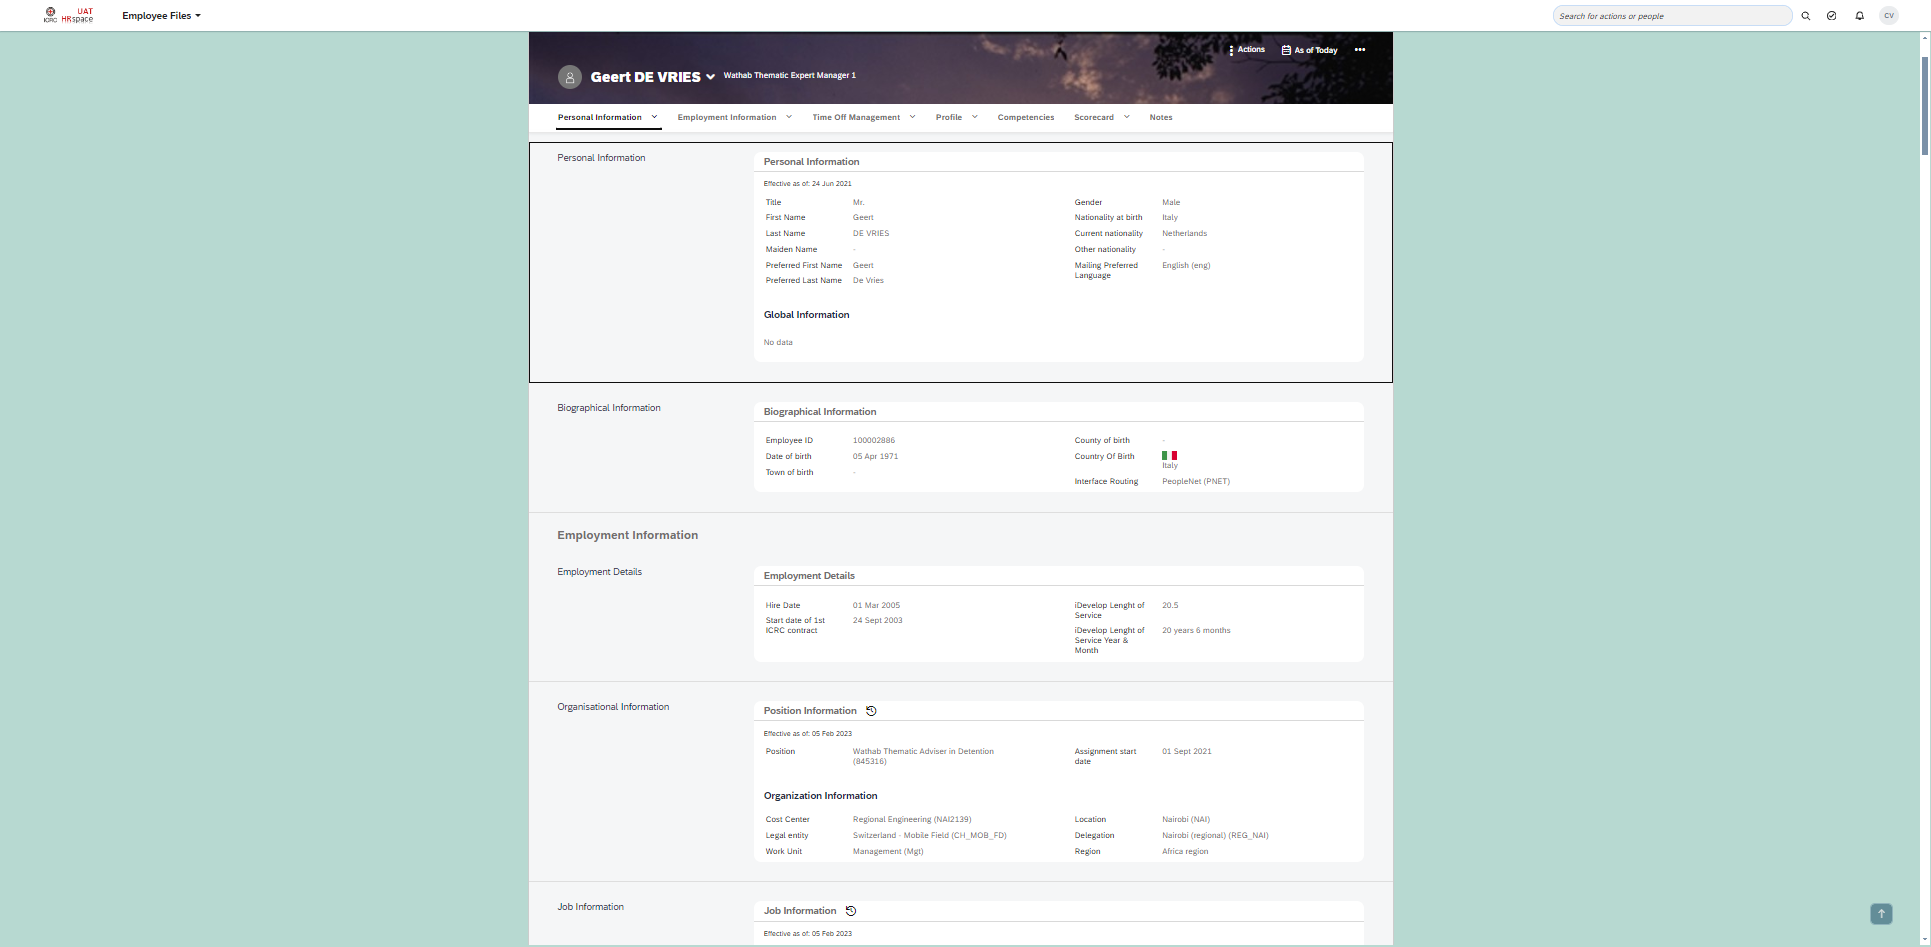 ICRC
UAT
HRspace
Employee Files
Search for actions or people
CV
Actions
As of Today
Geert DE VRIES
Wathab Thematic Expert Manager 1
Personal Information
Employment Information
Time Off Management
Profile
Competencies
Scorecard
Notes
Personal Information
Personal Information
Effective as of: 24 Jun 2021
Title Mr.
First Name Geert
Last Name DE VRIES
Maiden Name -
Preferred First Name Geert
Preferred Last Name De Vries
Gender Male
Nationality at birth Italy
Current nationality Netherlands
Other nationality -
Mailing Preferred English (eng)
Language
Global Information
No data
Biographical Information
Biographical Information
Employee ID 100002886
Date of birth 05 Apr 1971
Town of birth -
County of birth -
Country Of Birth
Italy
Interface Routing PeopleNet (PNET)
Employment Information
Employment Details
Employment Details
Hire Date 01 Mar 2005
Start date of 1st 24 Sept 2003
ICRC contract
iDevelop Lenght of 20.5
Service
iDevelop Lenght of 20 years 6 months
Service Year &
Month
Organisational Information
Position Information
Effective as of: 05 Feb 2023
Position Wathab Thematic Adviser in Detention
(845316)
Assignment start 01 Sept 2021
date
Organization Information
Cost Center Regional Engineering (NAI2139)
Legal entity Switzerland - Mobile Field (CH_MOB_FD)
Work Unit Management (Mgt)
Location Nairobi (NAI)
Delegation Nairobi (regional) (REG_NAI)
Region Africa region
Job Information
Job Information
Effective as of: 05 Feb 2023